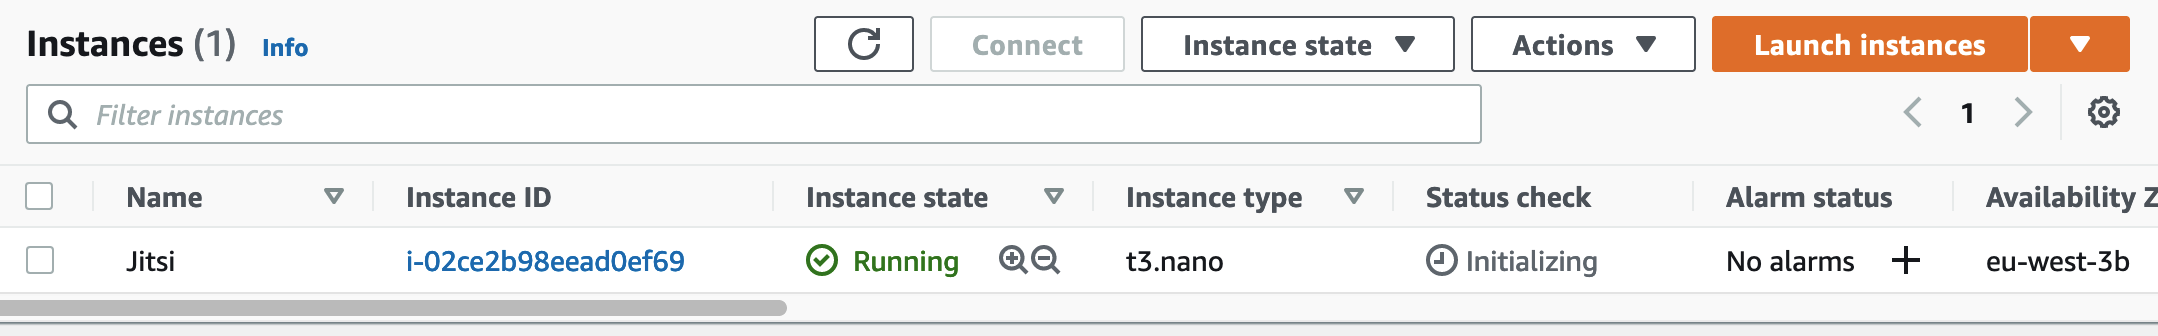 Instances (1) Info Connect Instance state Actions Launch instances
Filter instances 1
Name Instance ID Instance state Instance type Status check Alarm status Availability Z
Jitsi i-02ce2b98eead0ef69 Running t3.nano Initializing No alarms + eu-west-3b